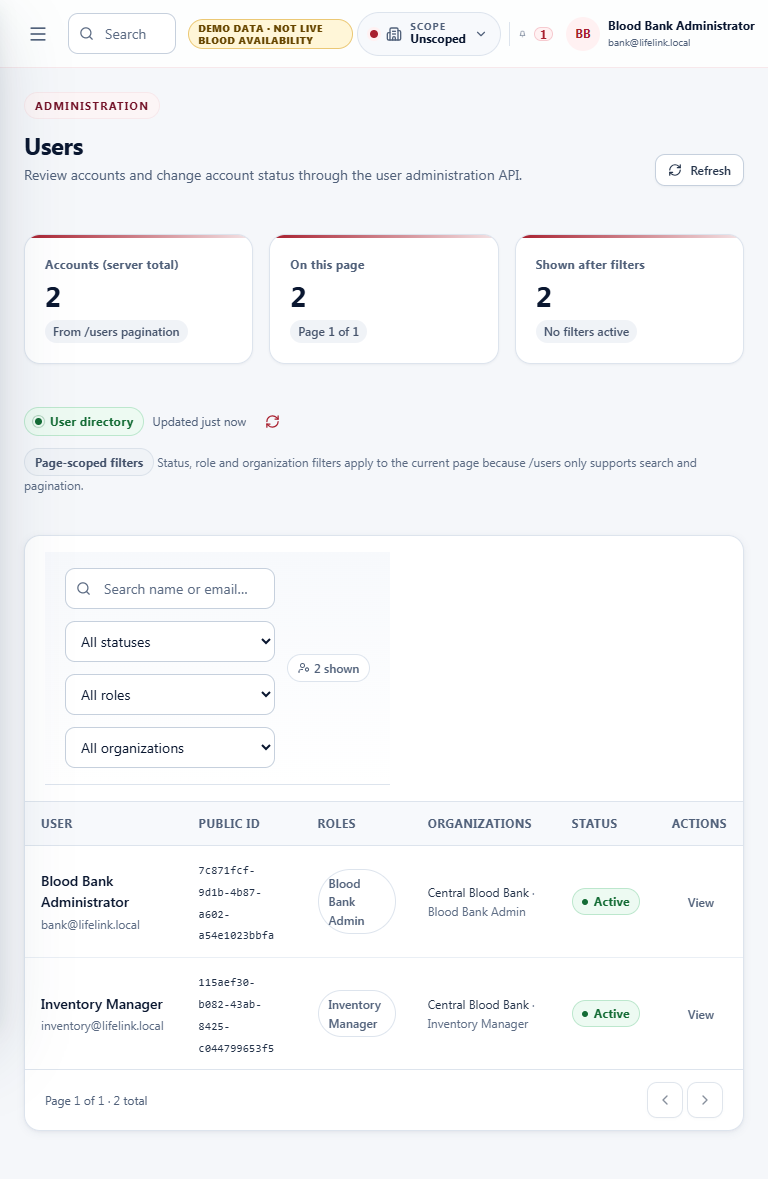 Search
DEMO DATA · NOT LIVE
BLOOD AVAILABILITY
SCOPE
Unscoped
1
BB
Blood Bank Administrator
bank@lifelink.local
ADMINISTRATION
Users
Review accounts and change account status through the user administration API.
Refresh
Accounts (server total)
2
From /users pagination
On this page
2
Page 1 of 1
Shown after filters
2
No filters active
User directory
Updated just now
Page-scoped filters Status, role and organization filters apply to the current page because /users only supports search and
pagination.
Search name or email...
All statuses
All roles
All organizations
2 shown
USER PUBLIC ID ROLES ORGANIZATIONS STATUS ACTIONS
Blood Bank
Administrator
bank@lifelink.local
7c871fcf-
9d1b-4b87-
a602-
a54e1023bbfa
Blood
Bank
Admin
Central Blood Bank ·
Blood Bank Admin
Active
View
Inventory Manager
inventory@lifelink.local
115aef30-
b082-43ab-
8425-
c044799653f5
Inventory
Manager
Central Blood Bank ·
Inventory Manager
Active
View
Page 1 of 1 · 2 total